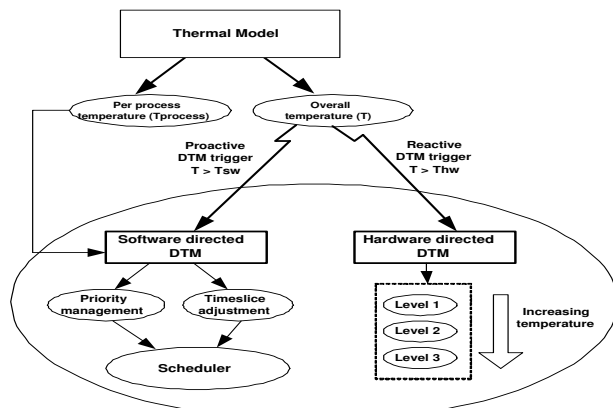 Thermal Model
Per process
temperature (Tprocess)
Overall
temperature (T)
Proactive
DTM trigger
T > Tsw
Reactive
DTM trigger
T > Thw
Software directed
DTM
Hardware directed
DTM
Priority
management
Timeslice
adjustment
Scheduler
Level 1
Level 2
Level 3
Increasing
temperature